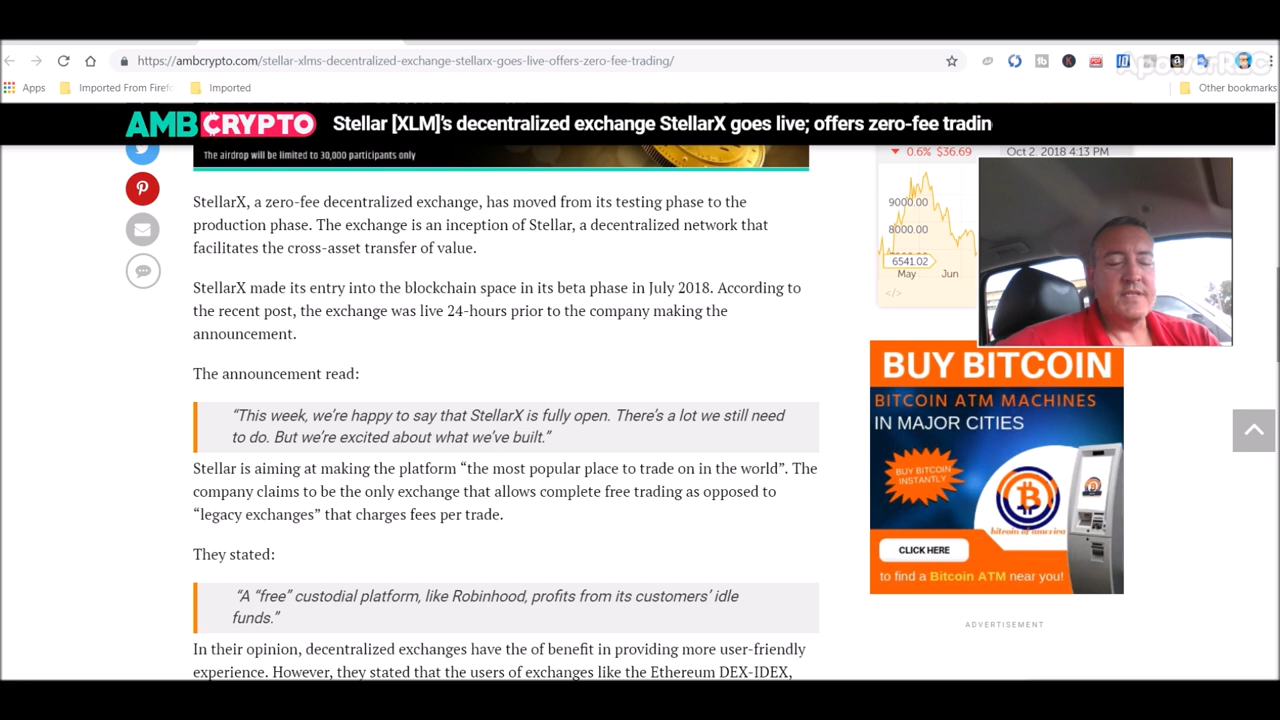 https://ambcrypto.com/stellar-xlms-decentralized-exchange-stellarx-goes-live-offers-zero-fee-trading/
ApowerREC
Apps
Imported From Firef
Imported
Other bookmarks
AMBCRYPTO
Stellar [XLM]'s decentralized exchange StellarX goes live; offers zero-fee tradin
The airdrop will be limited to 30,000 participants only
0.6% $36.69
Oct 2, 2018 4:13 PM
StellarX, a zero-fee decentralized exchange, has moved from its testing phase to the
production phase. The exchange is an inception of Stellar, a decentralized network that
facilitates the cross-asset transfer of value.
9000.00
8000.00
6541.02
May
Jun
</>
StellarX made its entry into the blockchain space in its beta phase in July 2018. According to
the recent post, the exchange was live 24-hours prior to the company making the
announcement.
The announcement read:
“This week, we’re happy to say that StellarX is fully open. There’s a lot we still need
to do. But we’re excited about what we’ve built.”
Stellar is aiming at making the platform “the most popular place to trade on in the world”. The
company claims to be the only exchange that allows complete free trading as opposed to
“legacy exchanges” that charges fees per trade.
They stated:
“A “free” custodial platform, like Robinhood, profits from its customers’ idle
funds.”
In their opinion, decentralized exchanges have the of benefit in providing more user-friendly
experience. However, they stated that the users of exchanges like the Ethereum DEX-IDEX,
BUY BITCOIN
BITCOIN ATM MACHINES
IN MAJOR CITIES
BUY BITCOIN
INSTANTLY
bitcoin of america
CLICK HERE
to find a Bitcoin ATM near you!
ADVERTISEMENT